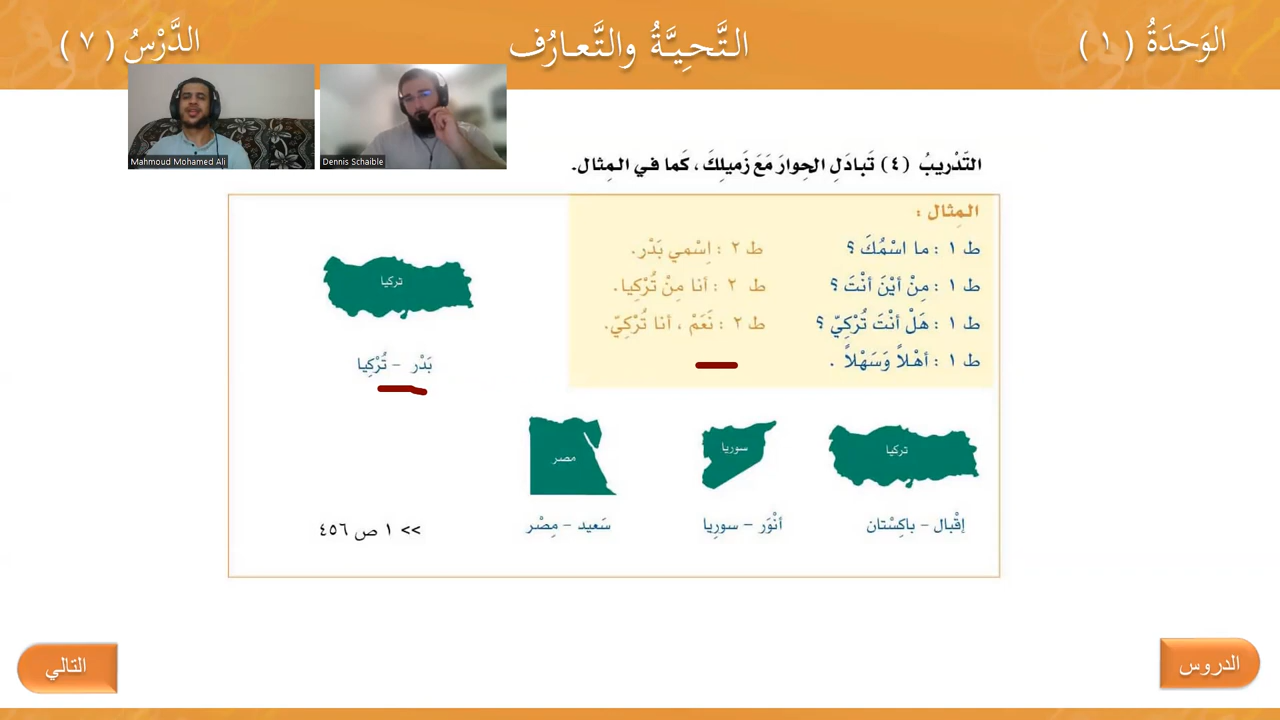 الوَحدَةُ ( ١ )
التَّحِيَّةُ والتَّعارُف
الدَّرْسُ ( ٧ )
Mahmoud Mohamed Ali
Dennis Schaible
التَّدْريبُ (٤) تَبادَلِ الحِوارَ مَعَ زَميلِكَ ، كَما في المِثال.
المِثال :
ط ١ : ما اسْمُكَ ؟ ط ٢ : اِسْمي بَدْر.
ط ١ : مِنْ أيْنَ أنْتَ ؟ ط ٢ : أنا مِنْ تُرْكِيا.
ط ١ : هَلْ أنْتَ تُرْكِيّ ؟ ط ٢ : نَعَمْ ، أنا تُرْكِيّ.
ط ١ : أهْلاً وَسَهْلاً .
تركيا
بَدْر – تُرْكِيا
تركيا
سوريا
مصر
إقْبال – باكِسْتان
أنْوَر – سورِيا
سَعيد – مِصْر
>> ١ ص ٤٥٦
الدروس
التالي